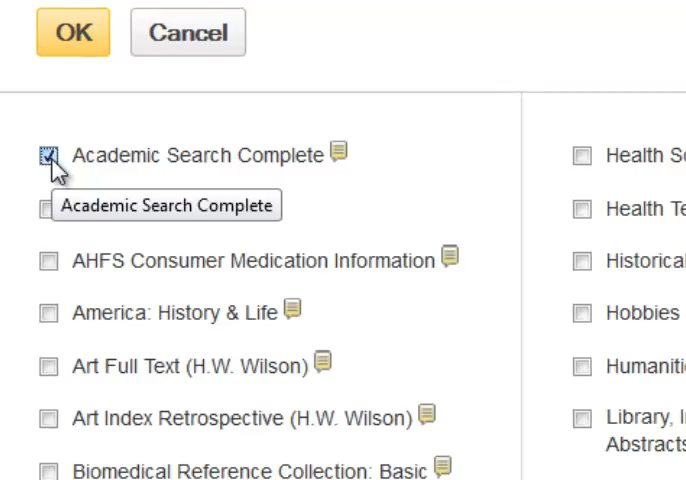 OK Cancel
Academic Search Complete
Academic Search Complete
AHFS Consumer Medication Information
America: History & Life
Art Full Text (H.W. Wilson)
Art Index Retrospective (H.W. Wilson)
Biomedical Reference Collection: Basic
Health S
Health Te
Historical
Hobbies
Humaniti
Library, I
Abstracts